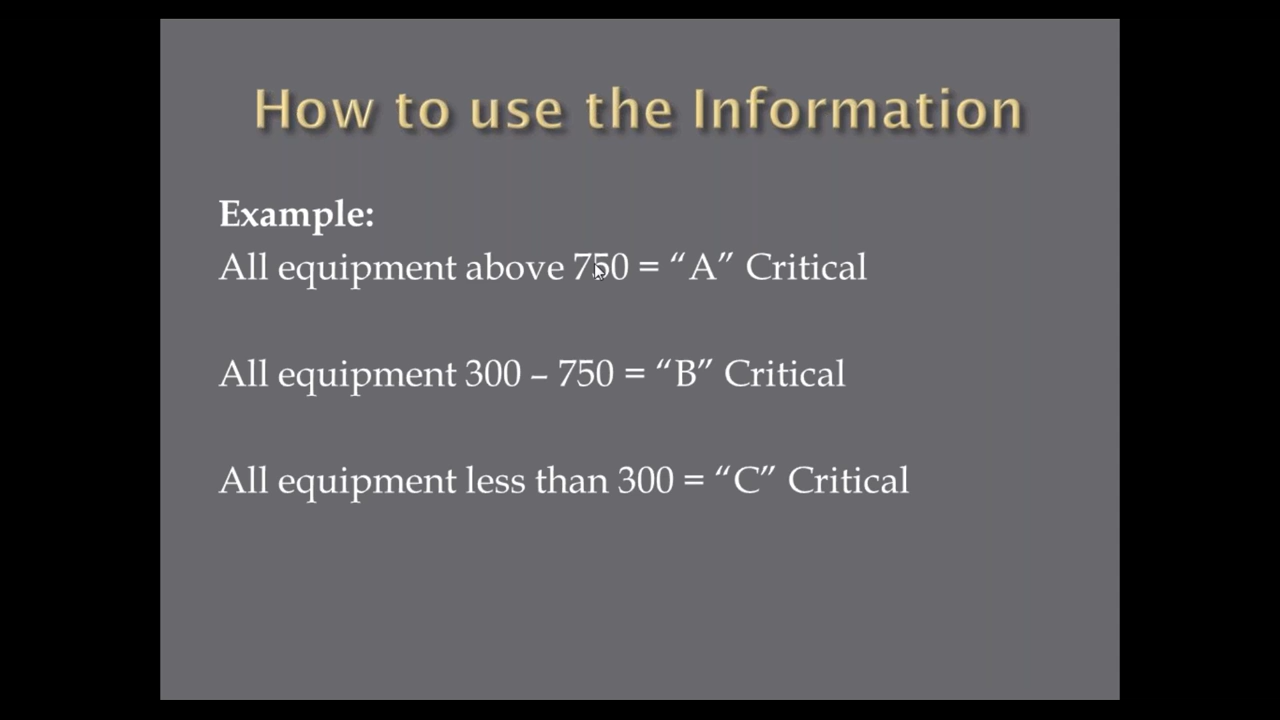 How to use the Information
Example:
All equipment above 750 = “A” Critical
All equipment 300 – 750 = “B” Critical
All equipment less than 300 = “C” Critical